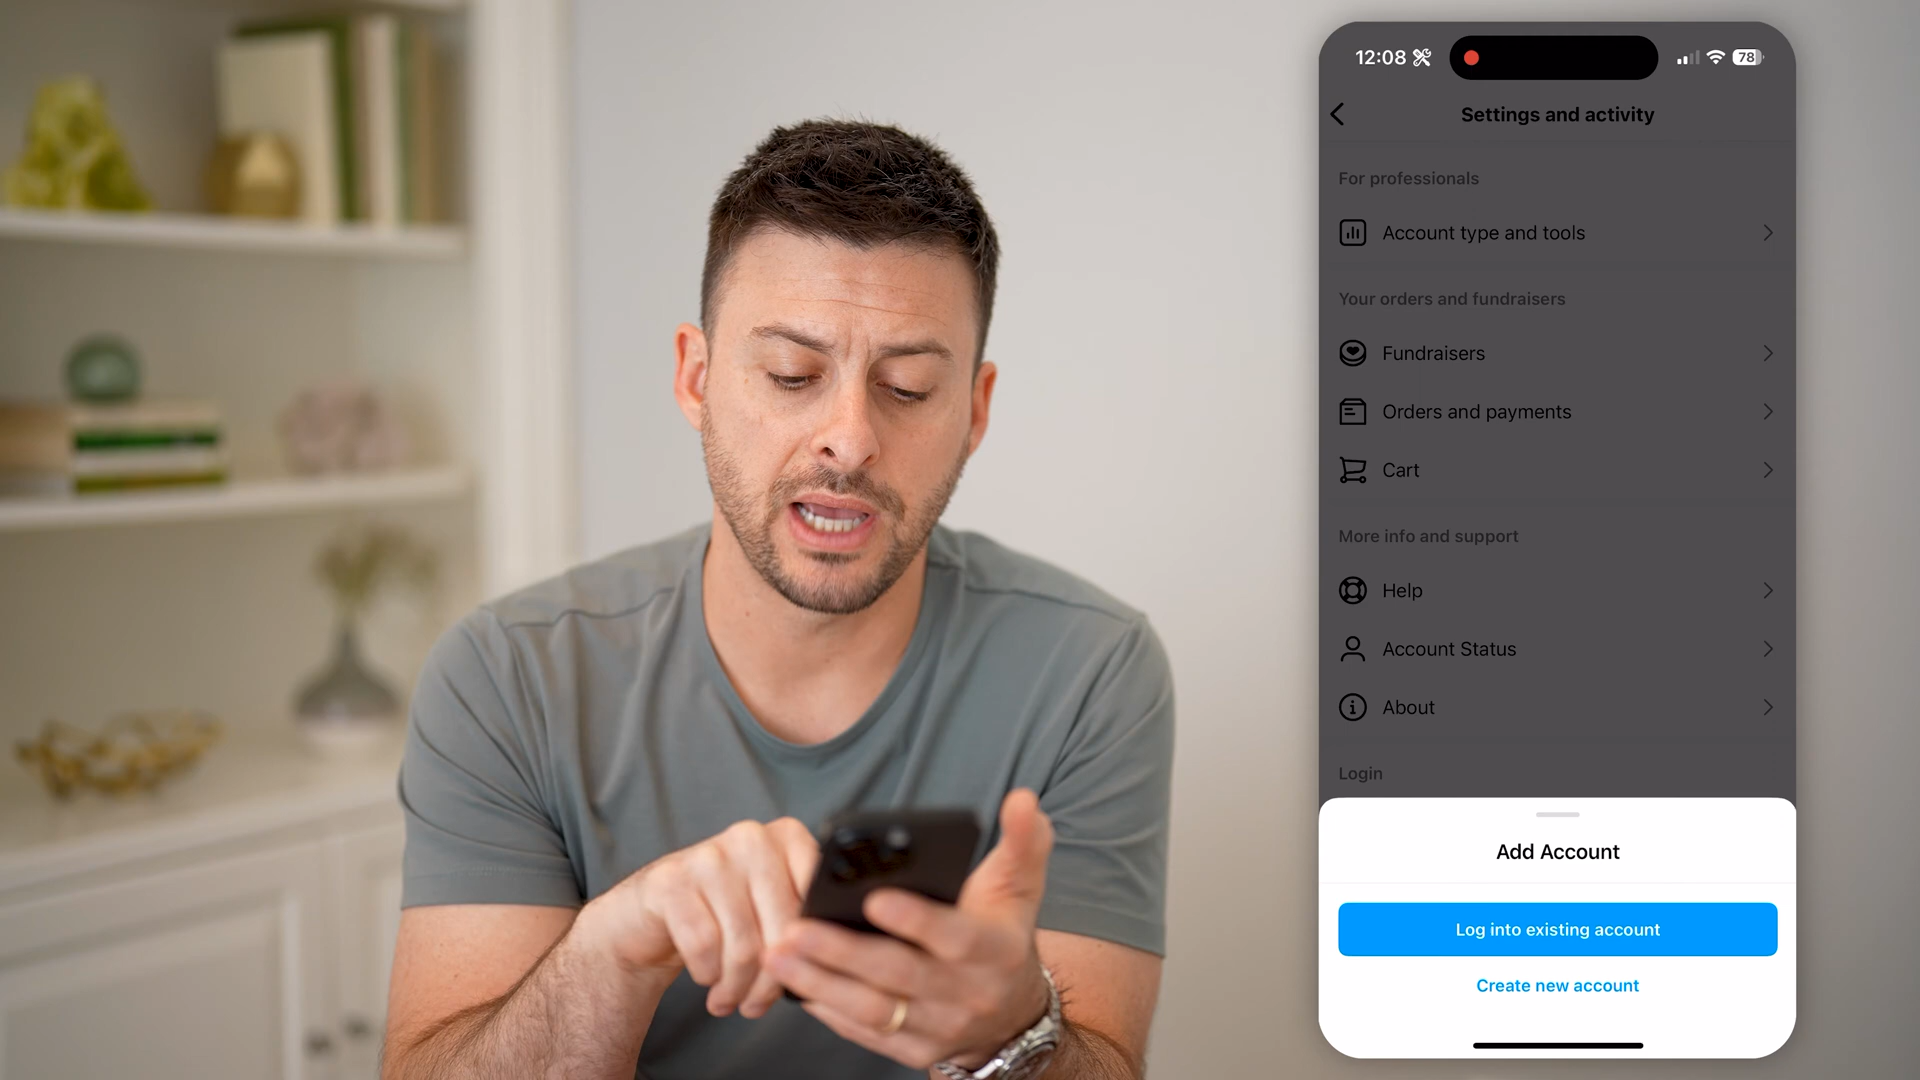 12:08
78
Settings and activity
For professionals
Account type and tools
Your orders and fundraisers
Fundraisers
Orders and payments
Cart
More info and support
Help
Account Status
About
Login
Add Account
Log into existing account
Create new account